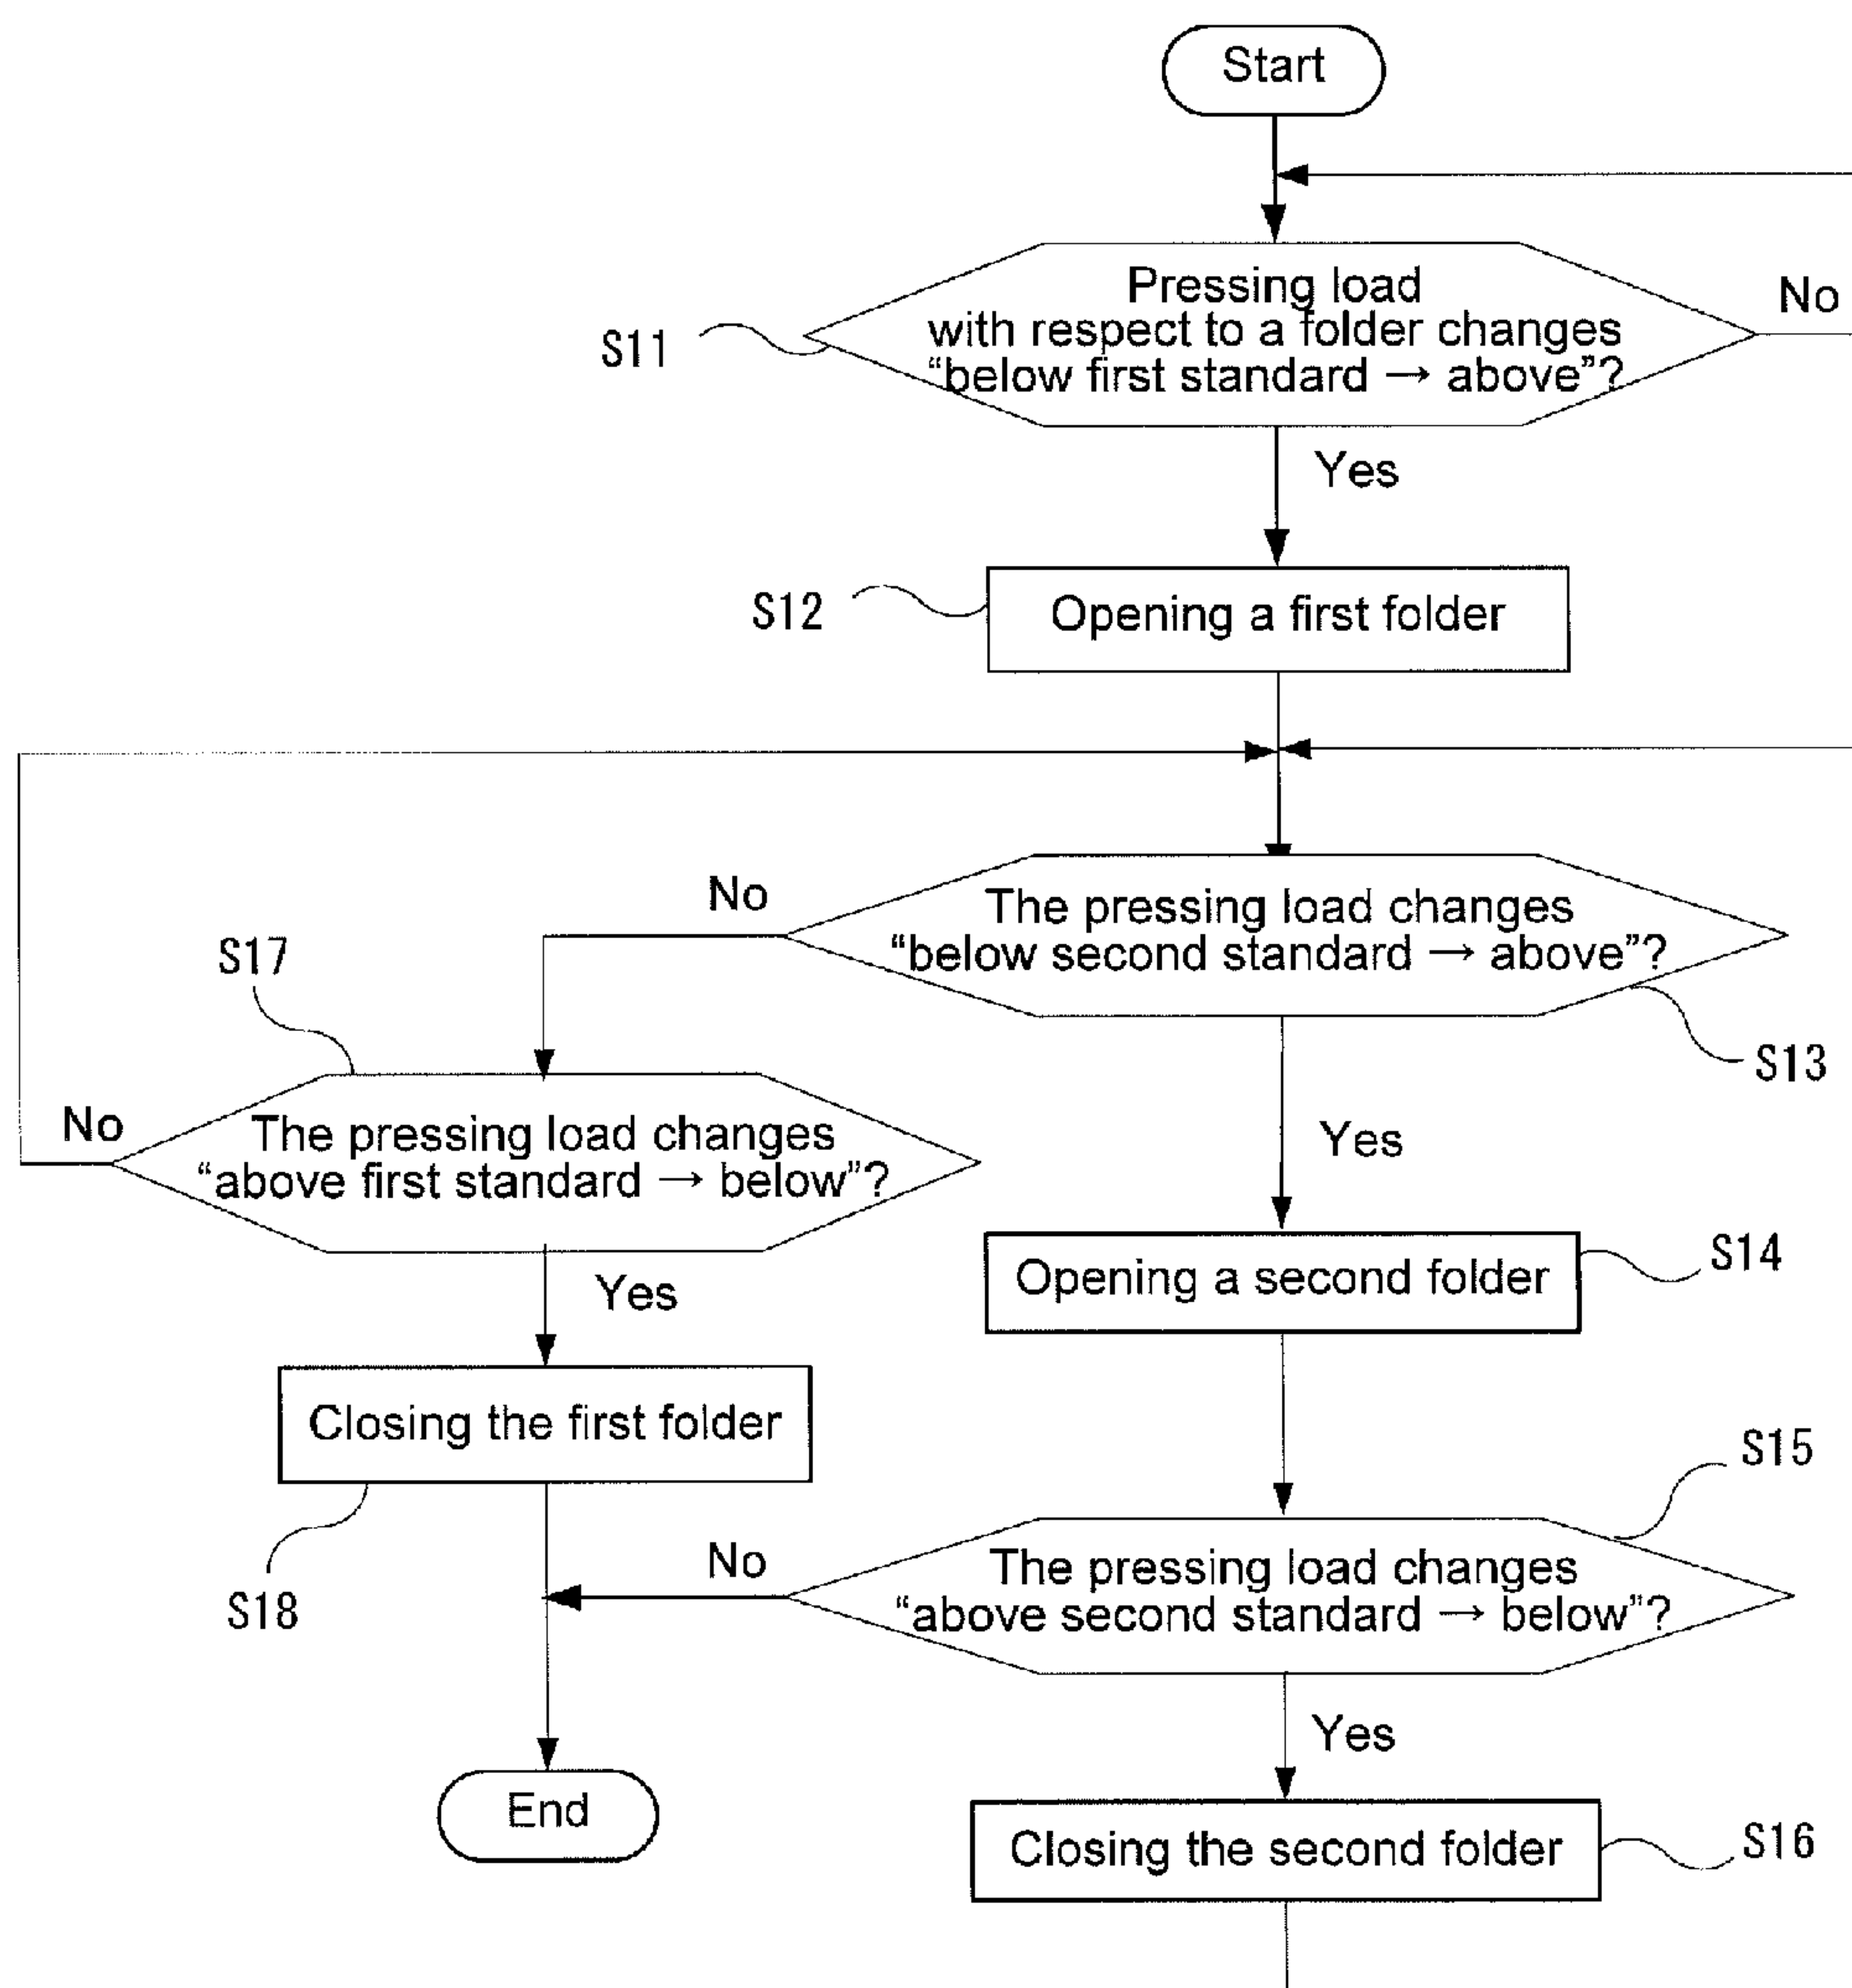 Start
Pressing load
with respect to a folder changes
“below first standard → above”?
No
S11
Yes
S12
Opening a first folder
The pressing load changes
“below second standard → above”?
No
S13
S17
The pressing load changes
“above first standard → below”?
No
Yes
Yes
Opening a second folder
S14
Closing the first folder
S18
S15
The pressing load changes
“above second standard → below”?
No
Yes
End
Closing the second folder
S16